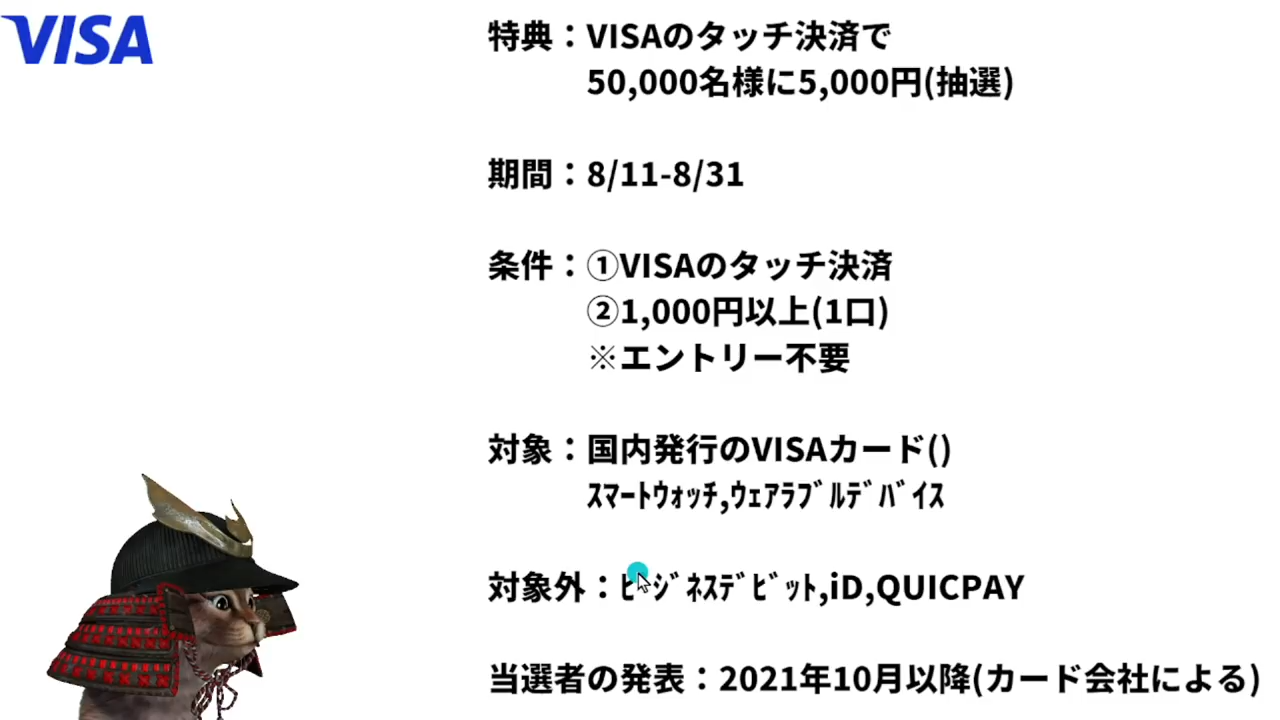 VISA
特典：VISAのタッチ決済で
50,000名様に5,000円(抽選)
期間：8/11-8/31
条件：①VISAのタッチ決済
②1,000円以上(1口)
※エントリー不要
対象：国内発行のVISAカード()
ｽﾏｰﾄｳｫｯﾁ,ｳｪｱﾗﾌﾞﾙﾃﾞﾊﾞｲｽ
対象外：ﾋﾞｼﾞﾈｽﾃﾞﾋﾞｯﾄ,iD,QUICPAY
当選者の発表：2021年10月以降(カード会社による)